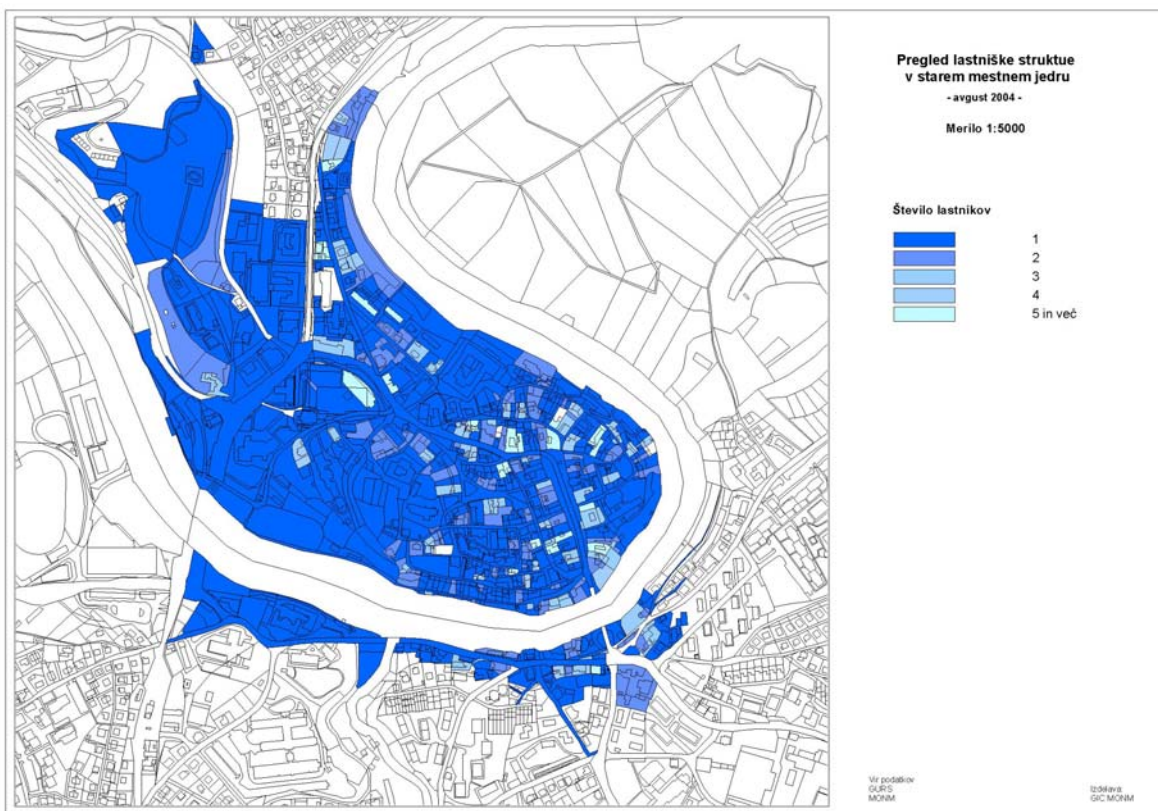 Pregled lastniške struktue
v starem mestnem jedru
- avgust 2004 -
Merilo 1:5000
Število lastnikov
1
2
3
4
5 in več
Vir podatkov
GURS
MONM
Izdelava:
GIC MONM